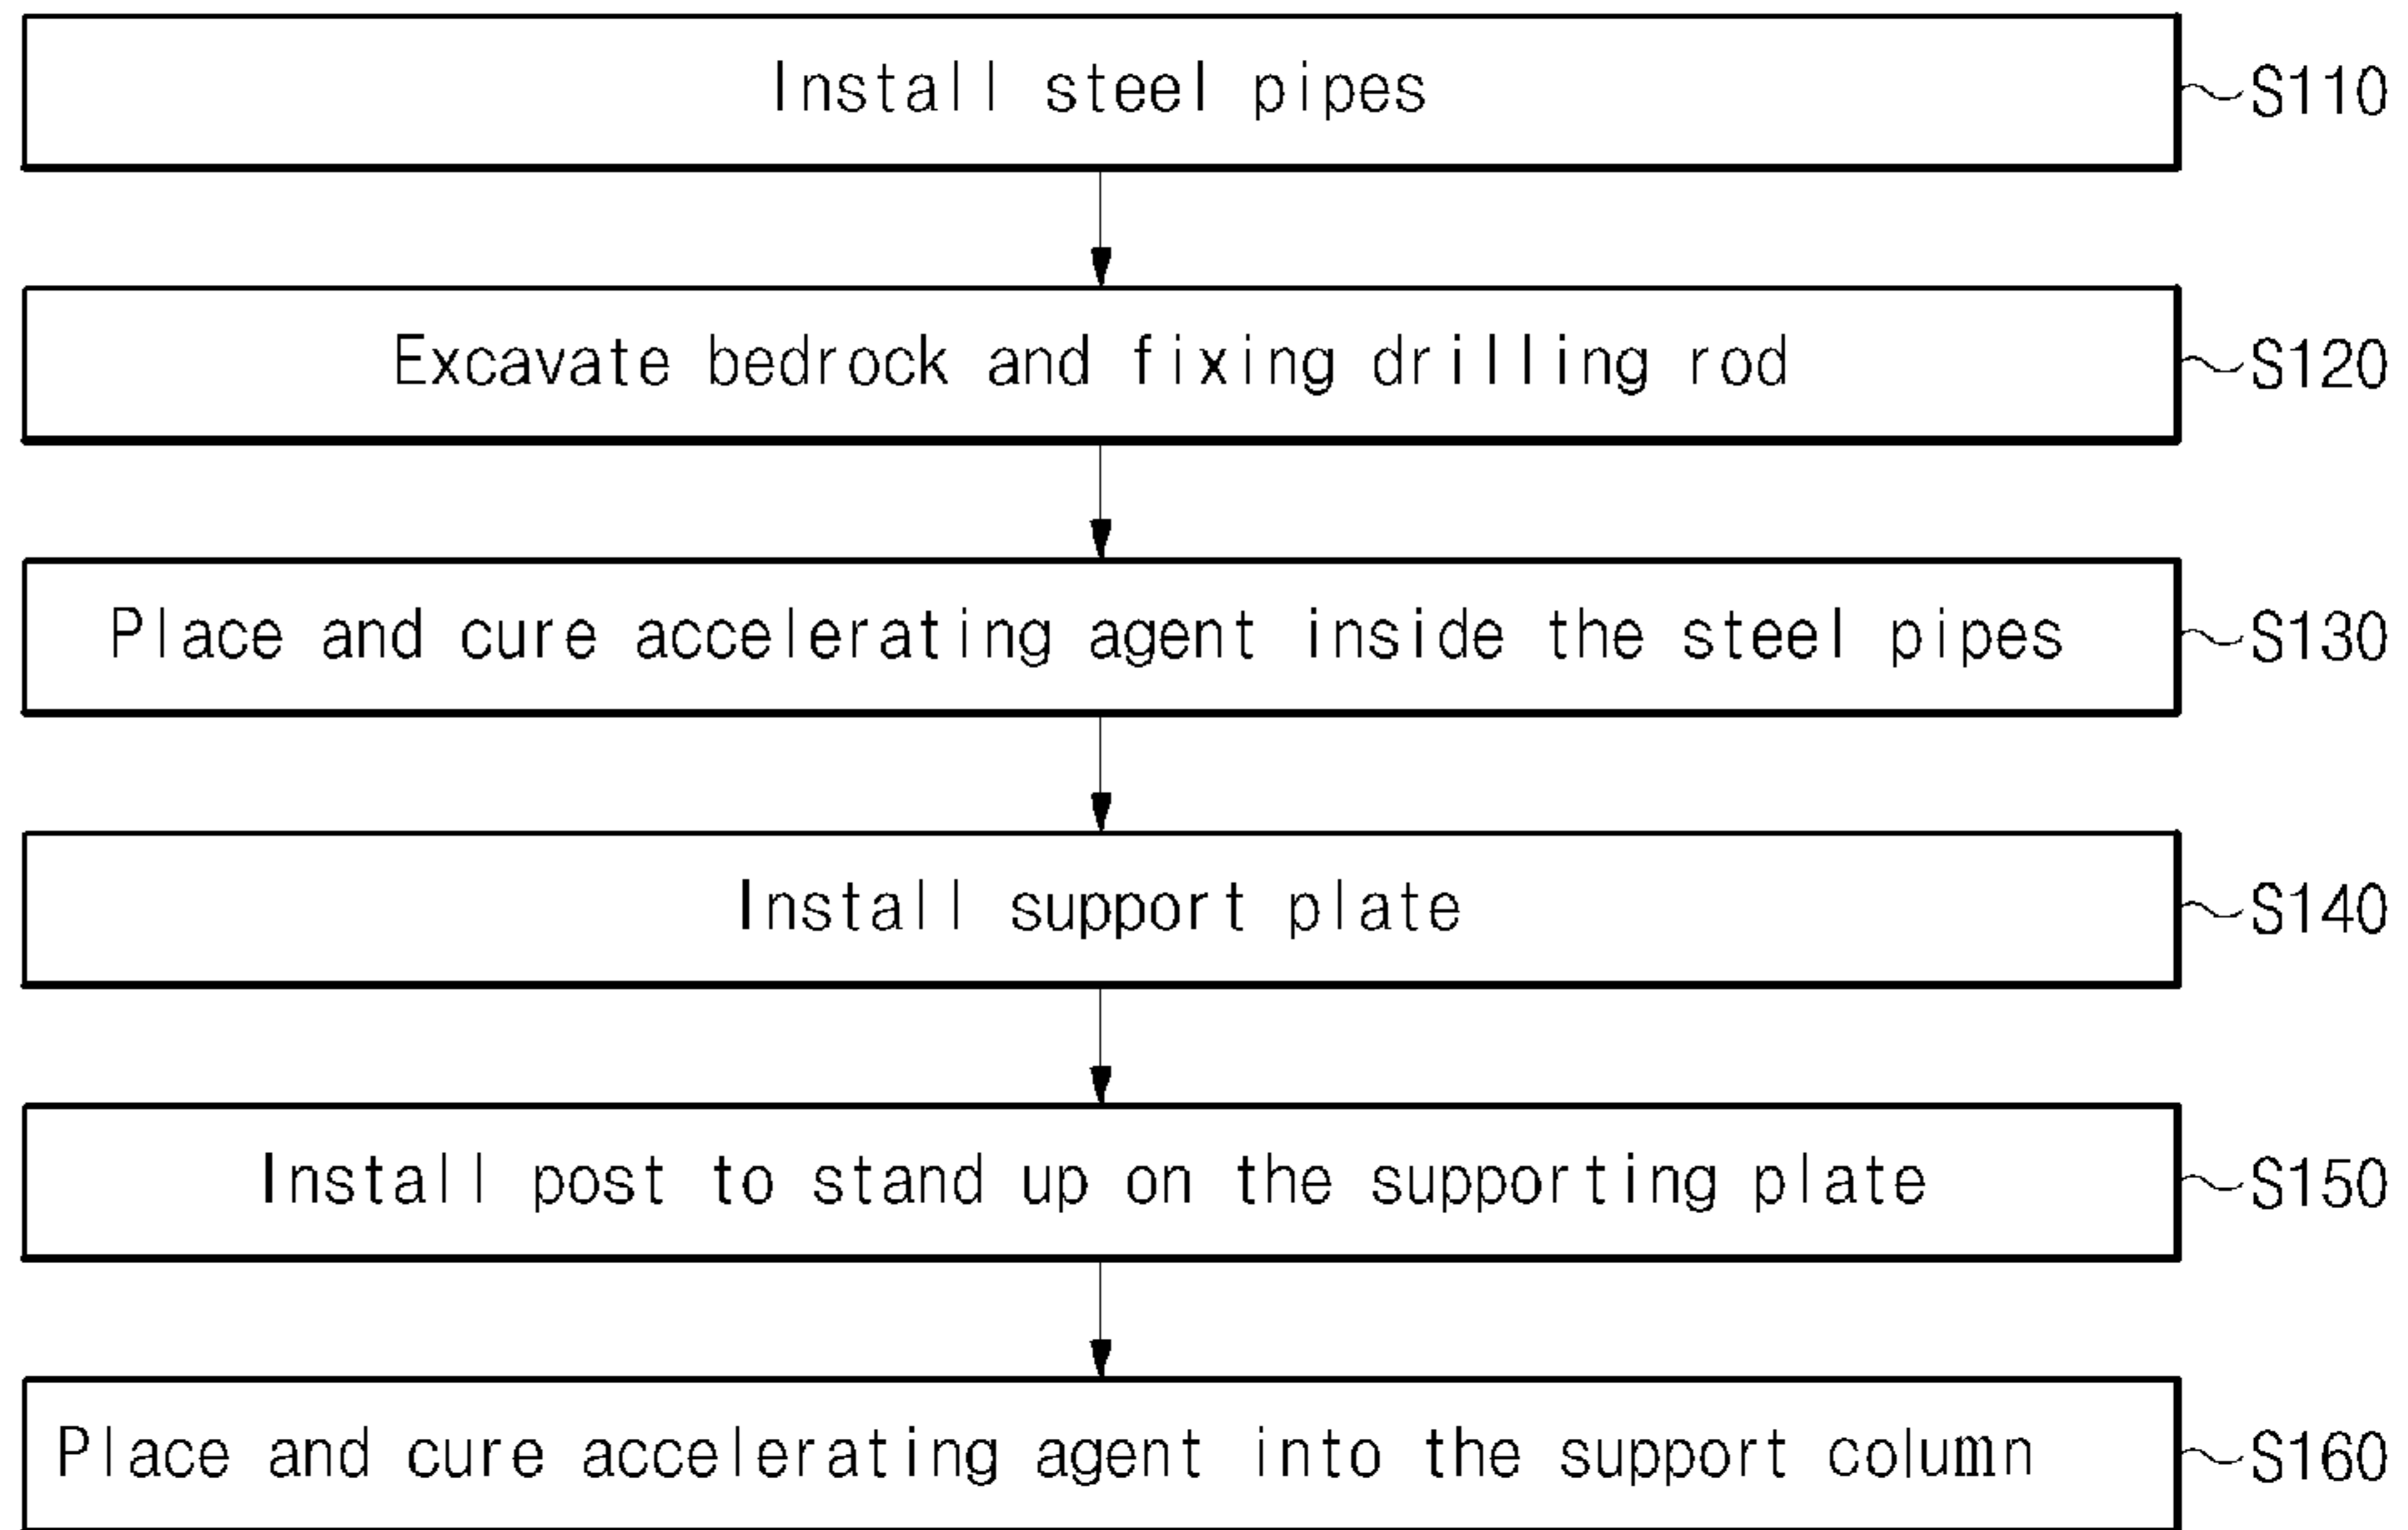 Install steel pipes S110
Excavate bedrock and fixing drilling rod S120
Place and cure accelerating agent inside the steel pipes S130
Install support plate S140
Install post to stand up on the supporting plate S150
Place and cure accelerating agent into the support column S160